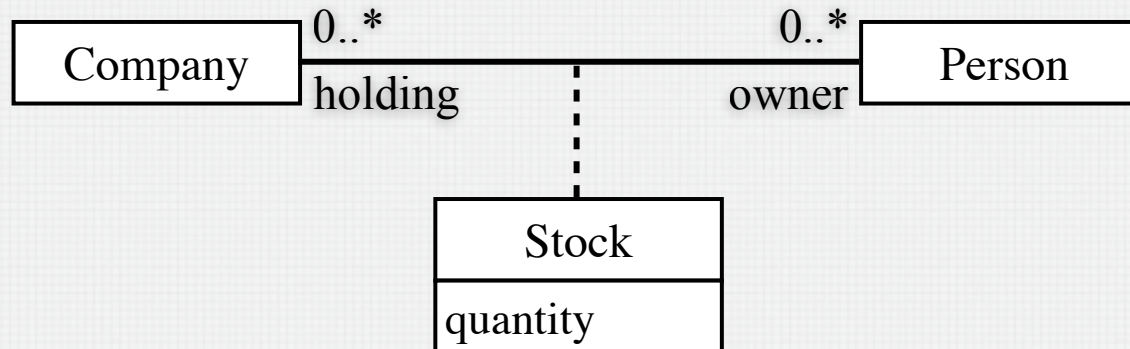 0..* 0..*
Company Person
holding owner
Stock
quantity